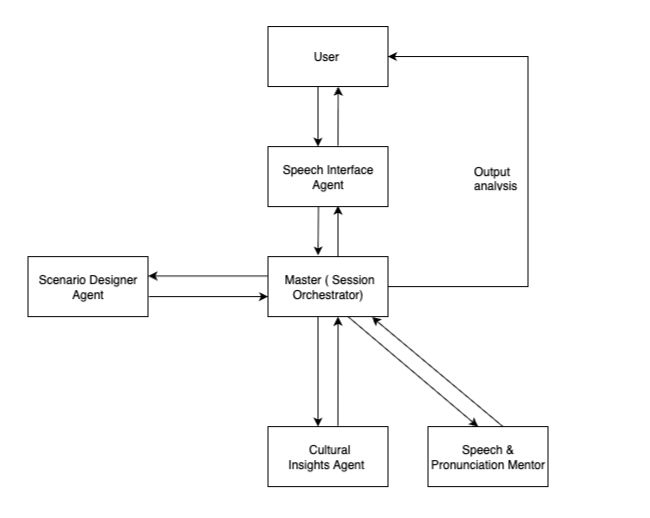 User
Speech Interface
Agent
Output
analysis
Scenario Designer
Agent
Master ( Session
Orchestrator)
Cultural
Insights Agent
Speech &
Pronunciation Mentor